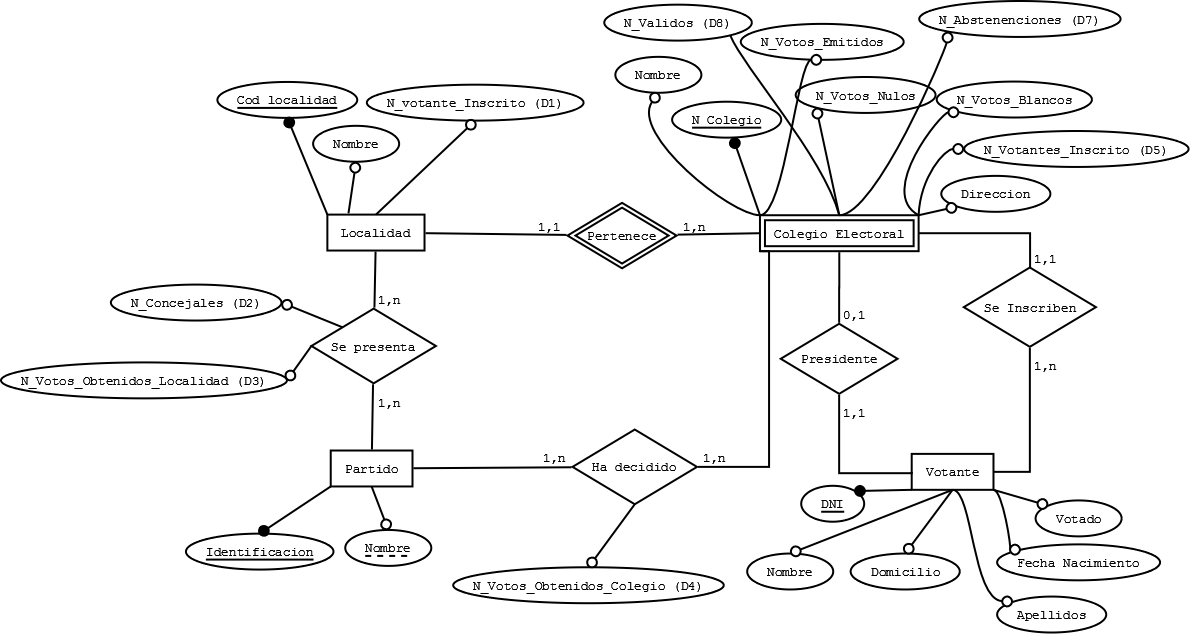 N_Validos (D8)
N_Abstenenciones (D7)
N_Votos_Emitidos
Nombre
Cod localidad
N_votante_Inscrito (D1)
N_Votos_Nulos
N_Votos_Blancos
N Colegio
Nombre
N_Votantes_Inscrito (D5)
Direccion
Localidad
1,1
Pertenece
1,n
Colegio Electoral
1,1
1,n
N_Concejales (D2)
Se Inscriben
0,1
Se presenta
Presidente
1,n
N_Votos_Obtenidos_Localidad (D3)
1,n
1,1
Partido
1,n
Ha decidido
1,n
Votante
DNI
Votado
Identificacion
Nombre
Nombre
Domicilio
Fecha Nacimiento
N_Votos_Obtenidos_Colegio (D4)
Apellidos